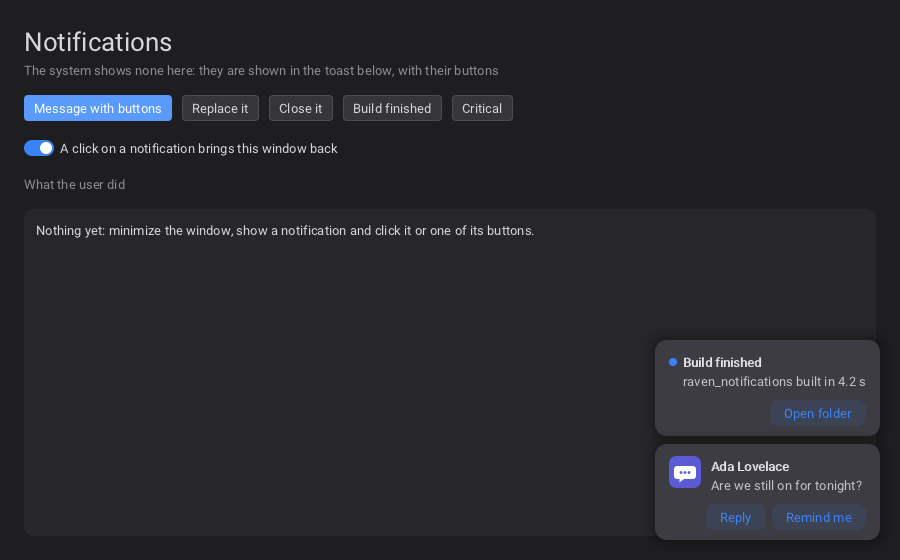 Notifications
The system shows none here: they are shown in the toast below, with their buttons
Message with buttons
Replace it
Close it
Build finished
Critical
A click on a notification brings this window back
What the user did
Nothing yet: minimize the window, show a notification and click it or one of its buttons.
Build finished
raven_notifications built in 4.2 s
Open folder
Ada Lovelace
Are we still on for tonight?
Reply
Remind me